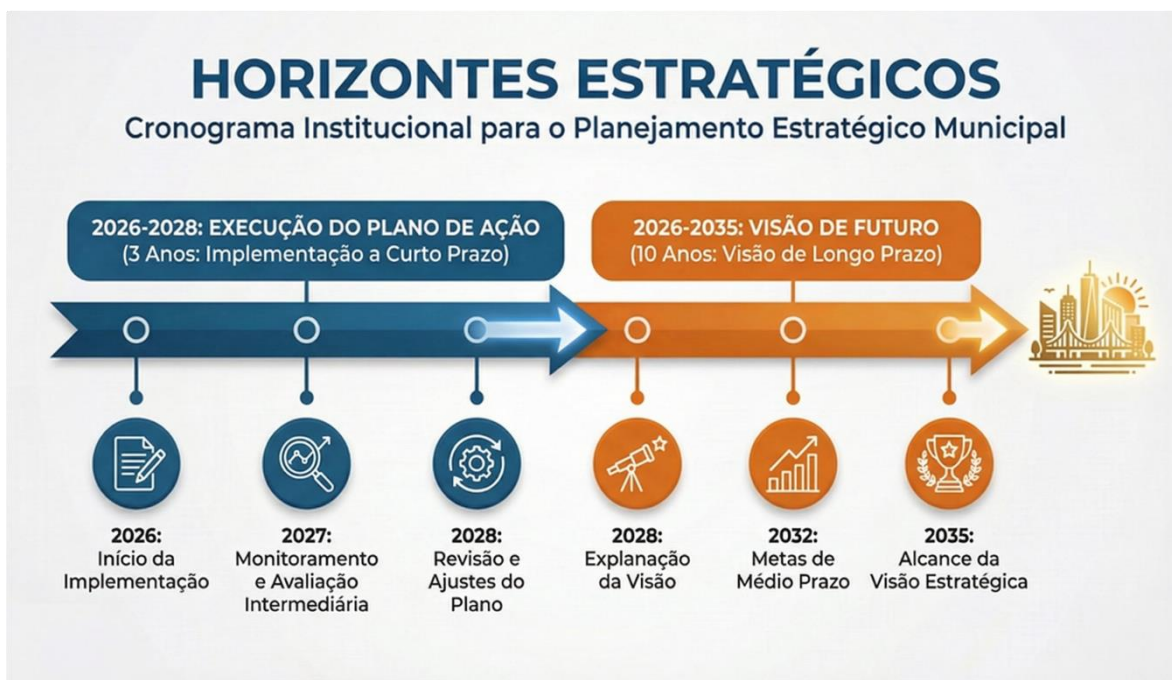 HORIZONTES ESTRATÉGICOS
Cronograma Institucional para o Planejamento Estratégico Municipal
2026-2028: EXECUÇÃO DO PLANO DE AÇÃO
(3 Anos: Implementação a Curto Prazo)
2026-2035: VISÃO DE FUTURO
(10 Anos: Visão de Longo Prazo)
2026:
Início da
Implementação
2027:
Monitoramento
e Avaliação
Intermediária
2028:
Revisão e
Ajustes do
Plano
2028:
Explanação
da Visão
2032:
Metas de
Médio Prazo
2035:
Alcance da
Visão Estratégica